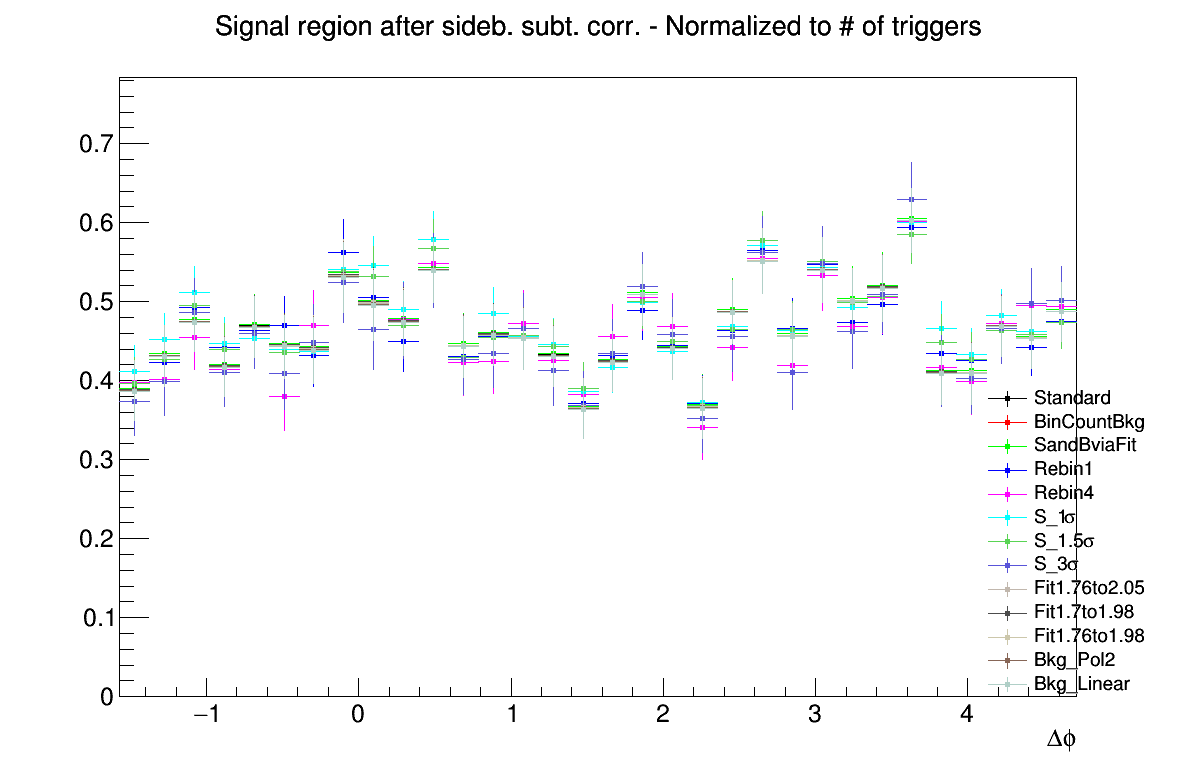 Signal region after sideb. subt. corr. - Normalized to # of triggers
0.7
0.6
0.5
0.4
0.3
0.2
0.1
0
−1 0 1 2 3 4
Δϕ
Standard
BinCountBkg
SandBviaFit
Rebin1
Rebin4
S_1σ
S_1.5σ
S_3σ
Fit1.76to2.05
Fit1.7to1.98
Fit1.76to1.98
Bkg_Pol2
Bkg_Linear